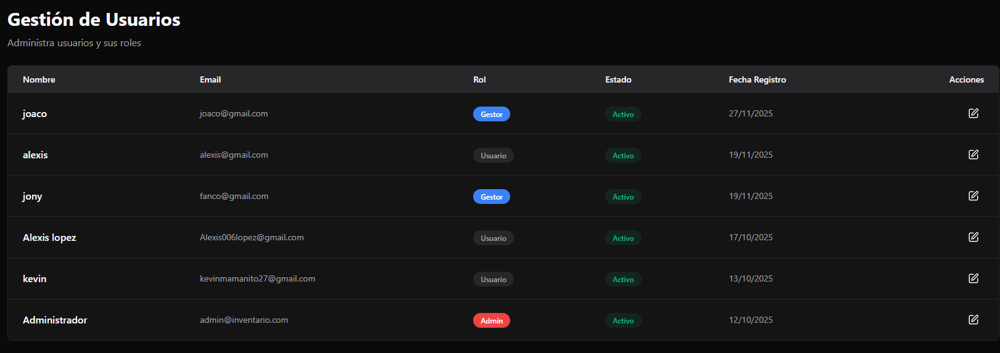 Gestión de Usuarios
Administra usuarios y sus roles
Nombre Email Rol Estado Fecha Registro Acciones
joaco joaco@gmail.com Gestor Activo 27/11/2025
alexis alexis@gmail.com Usuario Activo 19/11/2025
jony fanco@gmail.com Gestor Activo 19/11/2025
Alexis lopez Alexis006lopez@gmail.com Usuario Activo 17/10/2025
kevin kevinmamanito27@gmail.com Usuario Activo 13/10/2025
Administrador admin@inventario.com Admin Activo 12/10/2025